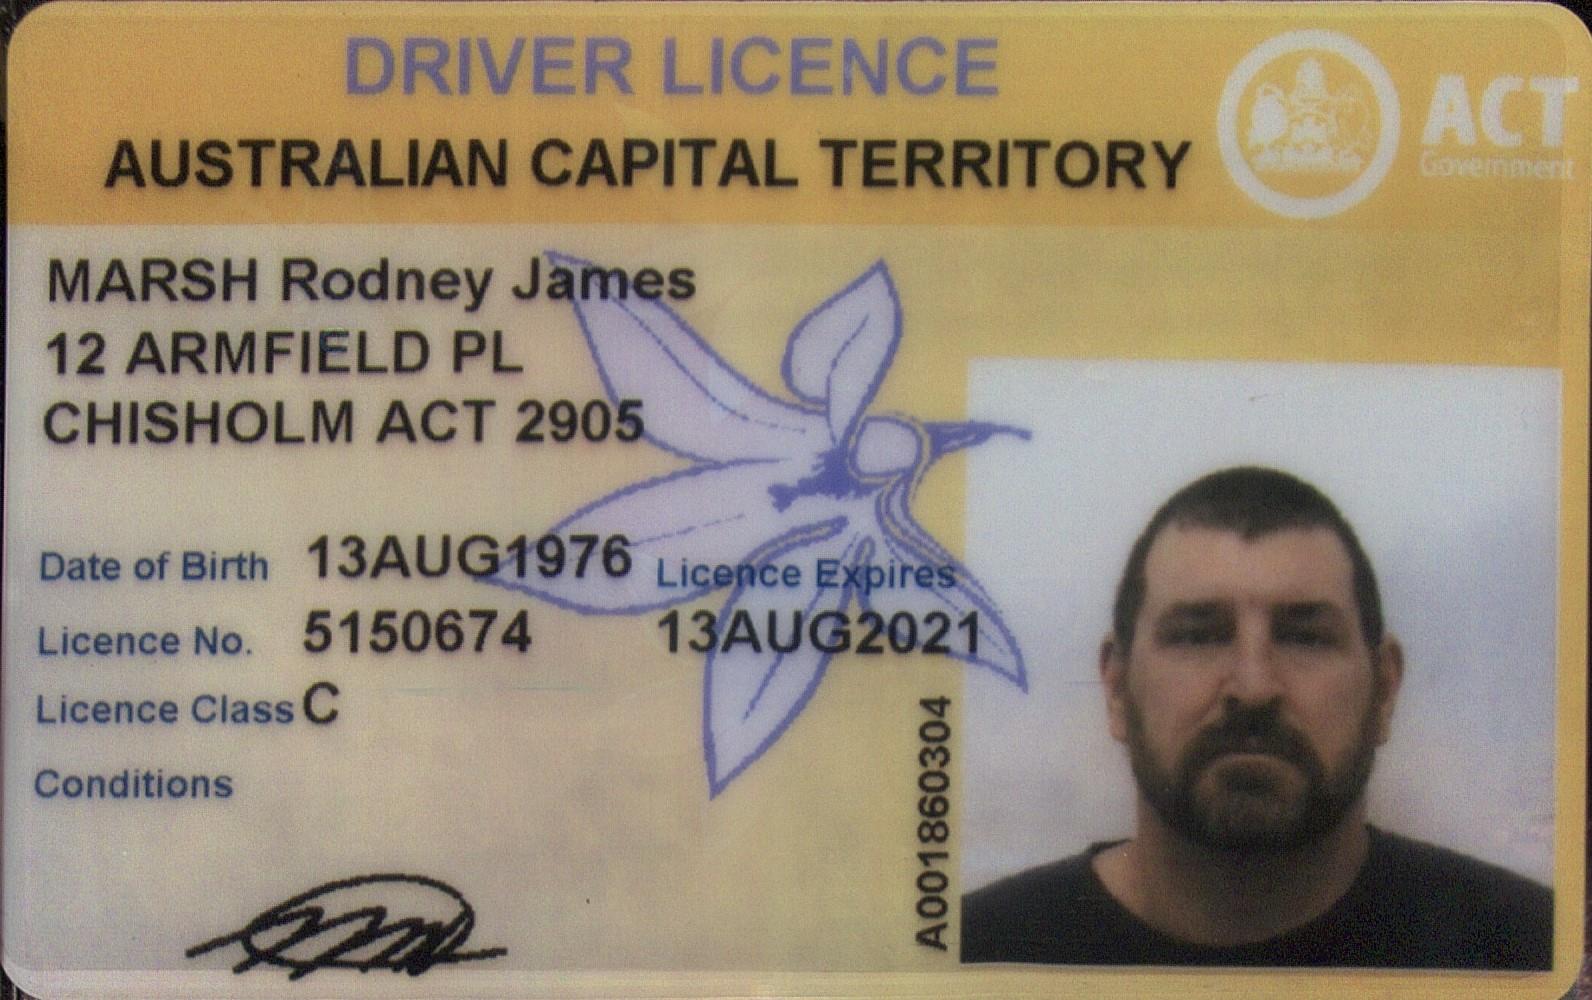 DRIVER LICENCE
AUSTRALIAN CAPITAL TERRITORY
ACT
Government
MARSH Rodney James
12 ARMFIELD PL
CHISHOLM ACT 2905
Date of Birth 13AUG1976 Licence Expires
Licence No. 5150674 13AUG2021
Licence Class C
Conditions
A001860304